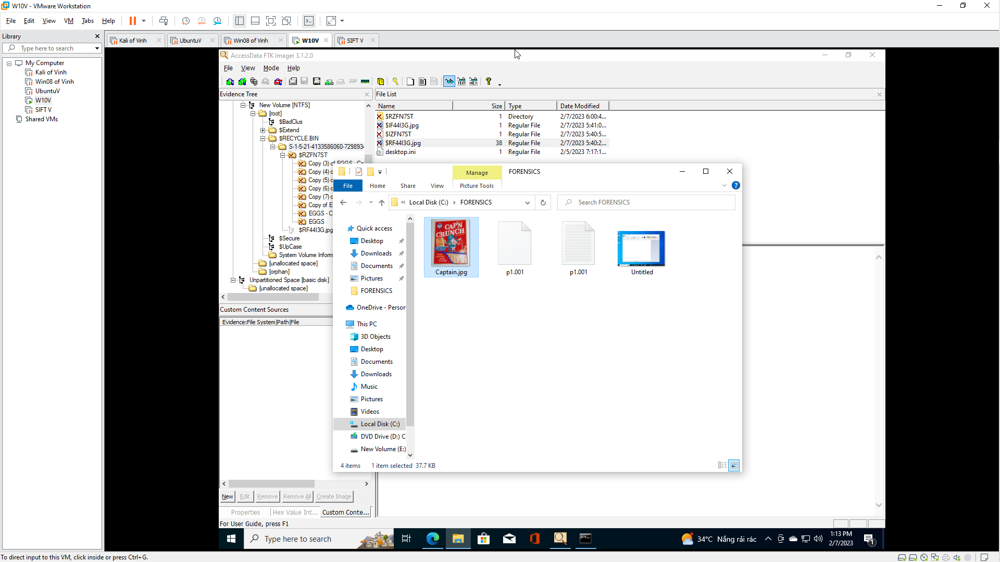 W10V - VMware Workstation
File Edit View VM Tabs Help
Library
Kali of Vinh UbuntuV Win08 of Vinh W10V SIFT V
Type here to search
My Computer
Kali of Vinh
Win08 of Vinh
UbuntuV
W10V
SIFT V
Shared VMs
AccessData FTK Imager 3.1.2.0
File View Mode Help
Evidence Tree
New Volume [NTFS]
[root]
$BadClus
$Extend
$RECYCLE.BIN
S-1-5-21-4133586060-729893
$RZFN7ST
Copy (3) of EGGS - Co
Copy (4) o
Copy (5) o
Copy (6) o
Copy (7) o
Copy of E
EGGS - C
EGGS
$RF44I3G.jpg
$Secure
$UpCase
System Volume Inform
[unallocated space]
[orphan]
Unpartitioned Space [basic disk]
[unallocated space]
File List
Name Size Type Date Modified
$RZFN7ST 1 Directory 2/7/2023 6:00:4...
$IF44I3G.jpg 1 Regular File 2/7/2023 5:41:0...
$IZFN7ST 1 Regular File 2/7/2023 5:40:5...
$RF44I3G.jpg 38 Regular File 2/7/2023 5:40:2...
desktop.ini 1 Regular File 2/5/2023 7:17:1...
Custom Content Sources
Evidence:File System|Path|File
New Edit Remove Remove All Create Image
Properties Hex Value Int... Custom Conte...
For User Guide, press F1
Manage FORENSICS
File Home Share View Picture Tools
« Local Disk (C:) › FORENSICS
Search FORENSICS
Quick access
Desktop
Downloads
Documents
Pictures
FORENSICS
OneDrive - Person
This PC
3D Objects
Desktop
Documents
Downloads
Music
Pictures
Videos
Local Disk (C:)
DVD Drive (D:) C
New Volume (E:)
CAP'N
CRUNCH
Captain.jpg
p1.001
p1.001
Untitled
4 items 1 item selected 37.7 KB
Type here to search
34°C Nắng rải rác
1:13 PM
2/7/2023
1
To direct input to this VM, click inside or press Ctrl+G.